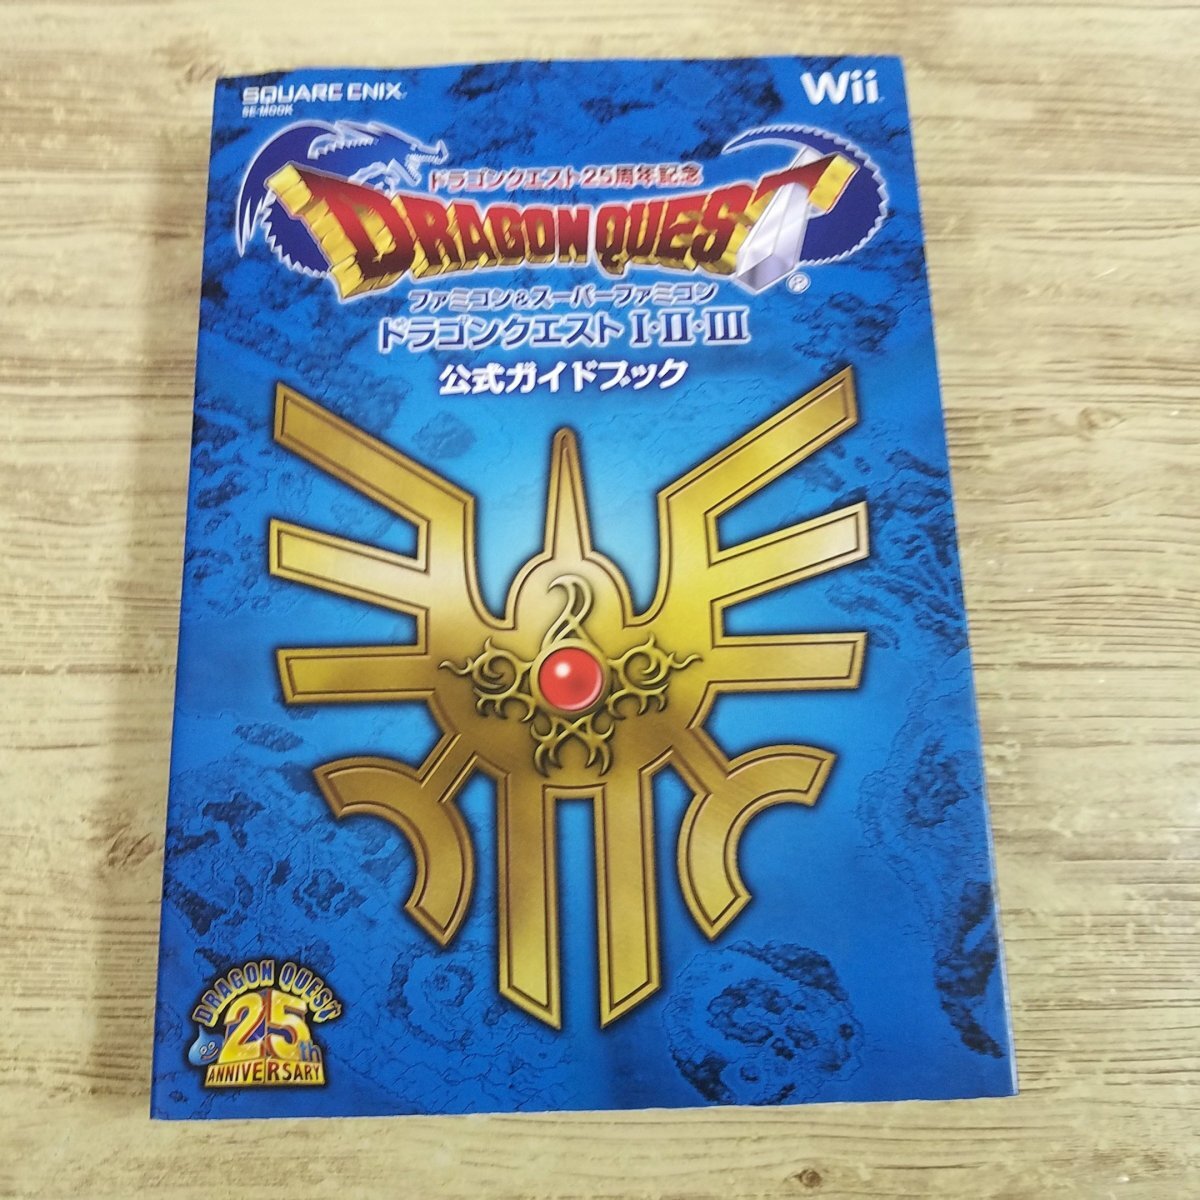 SQUARE ENIX
SE-MOOK
Wii
ドラゴンクエスト25周年記念
DRAGON QUEST
®
ファミコン&スーパーファミコン
ドラゴンクエストⅠ・Ⅱ・Ⅲ
公式ガイドブック
DRAGON QUEST
25th
ANNIVERSARY